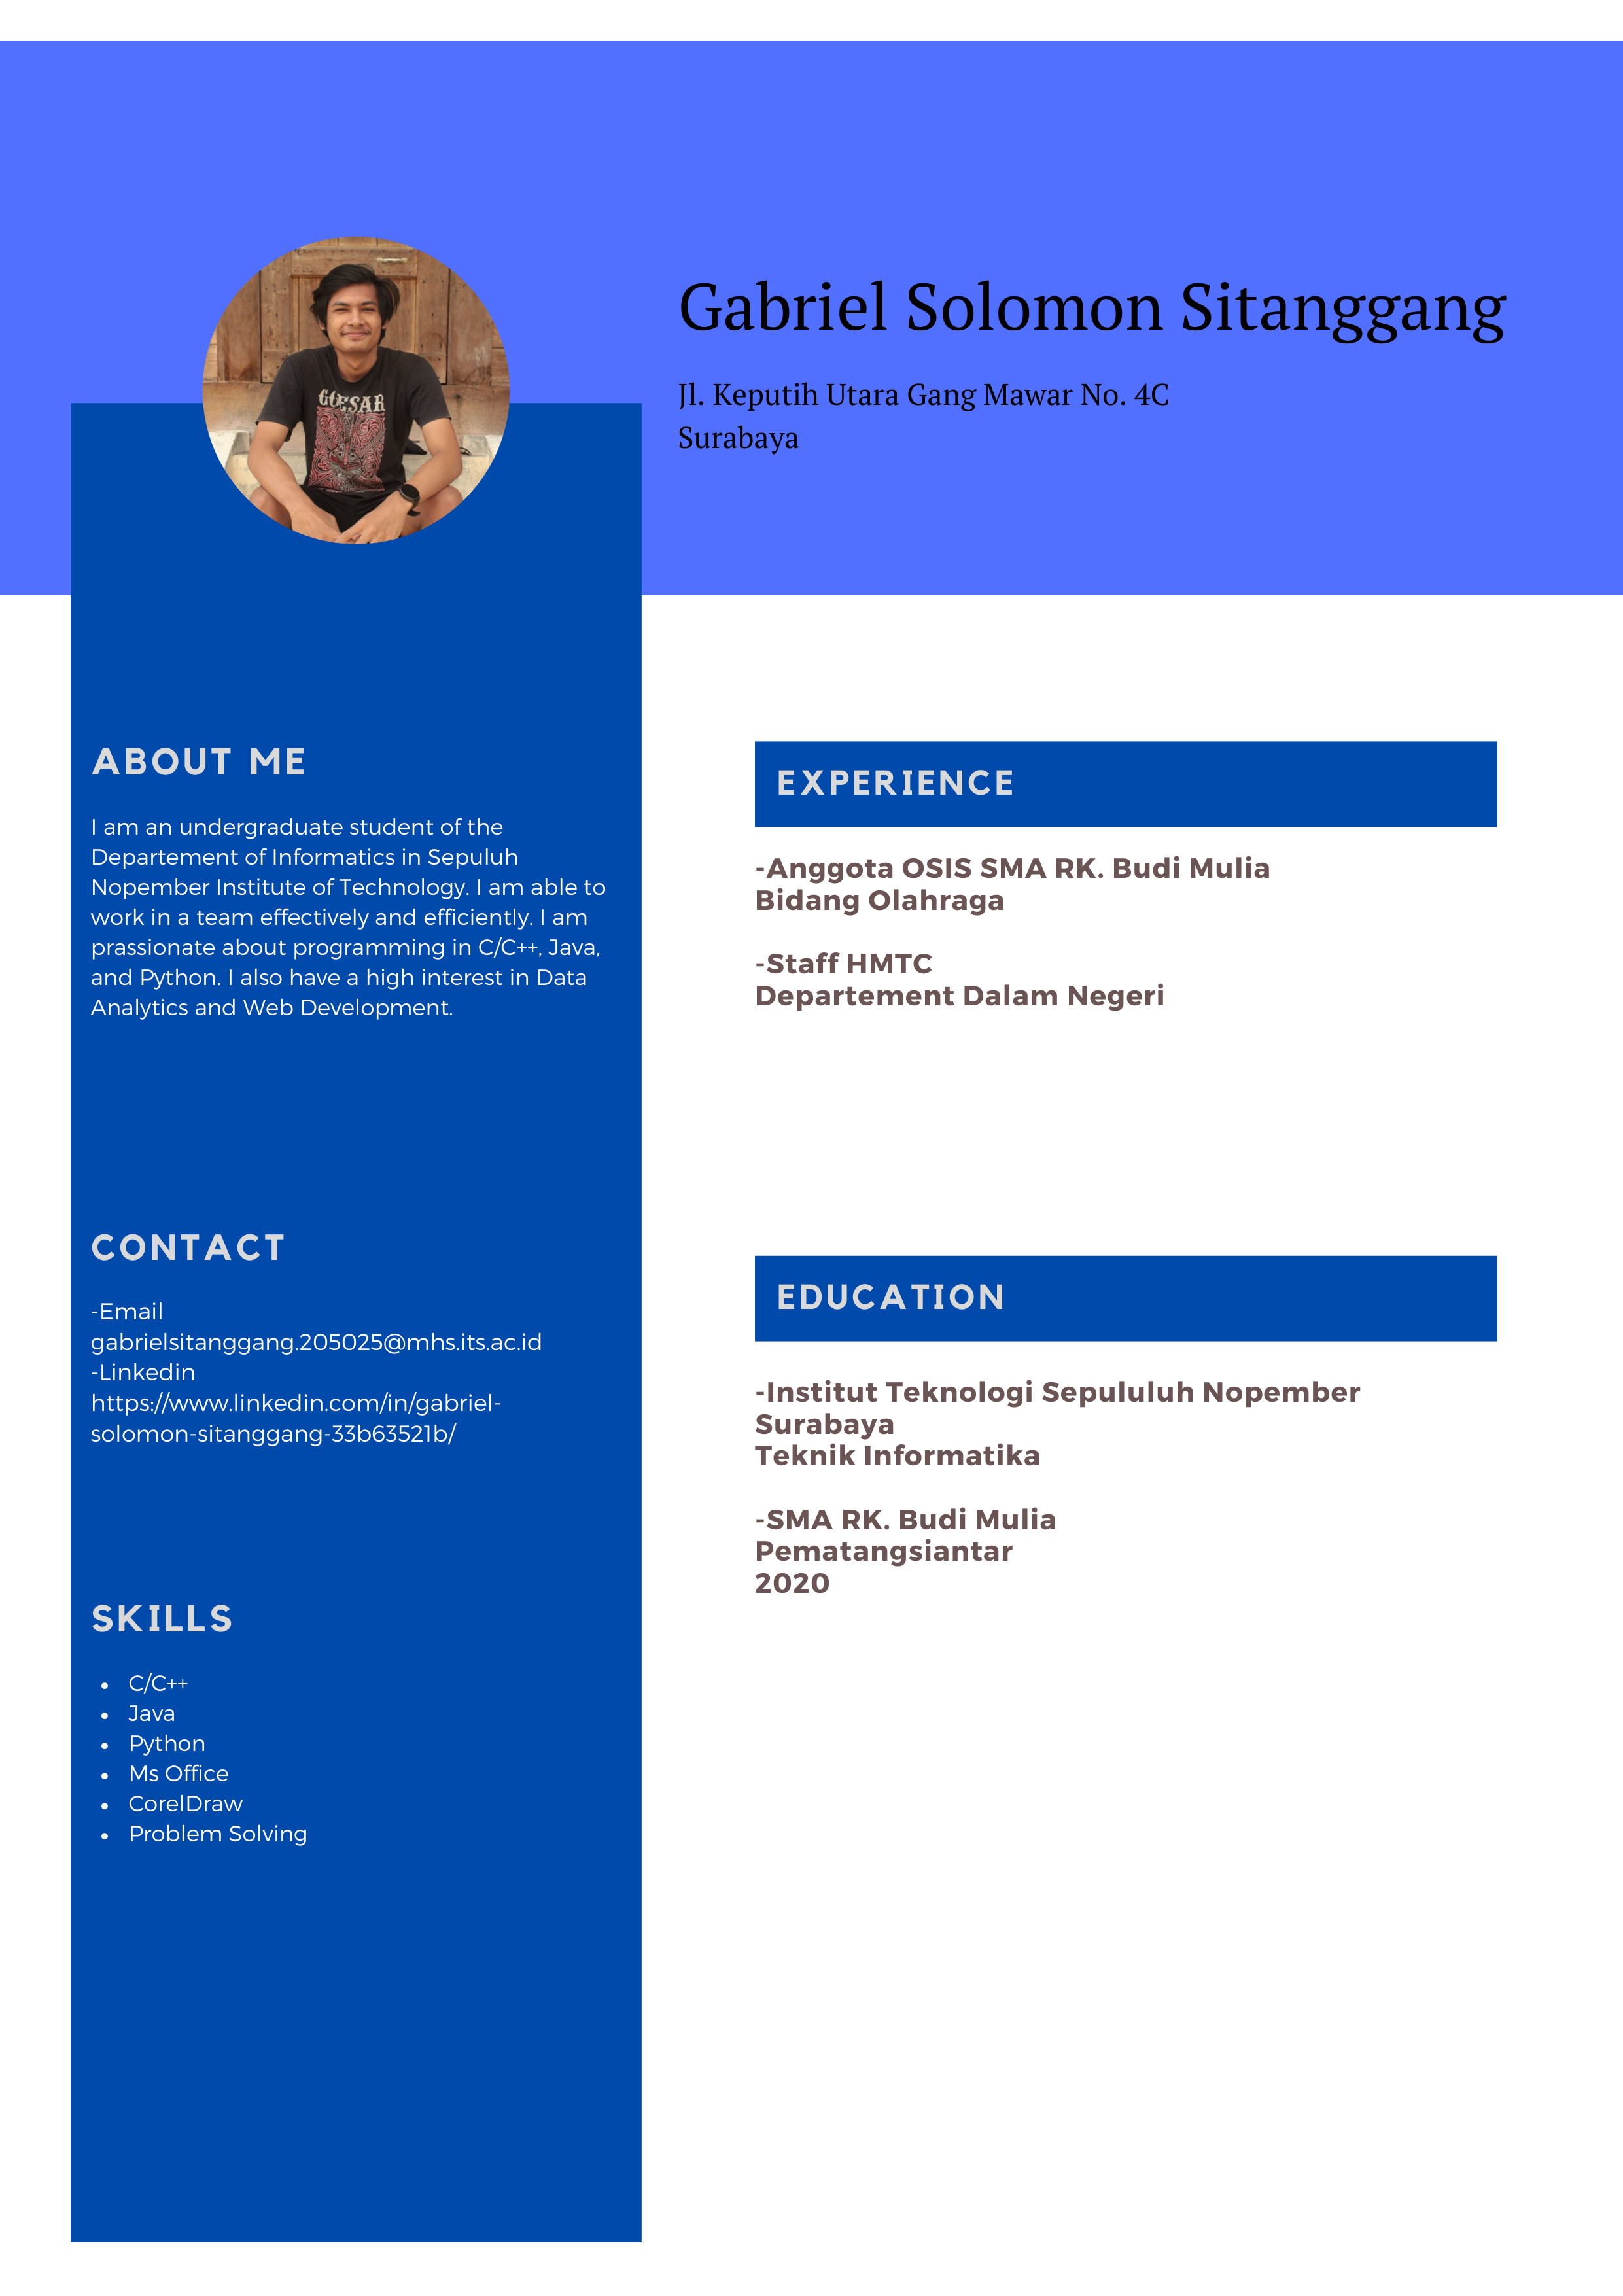 Gabriel Solomon Sitanggang
Jl. Keputih Utara Gang Mawar No. 4C
Surabaya
ABOUT ME
I am an undergraduate student of the
Departement of Informatics in Sepuluh
Nopember Institute of Technology. I am able to
work in a team effectively and efficiently. I am
prassionate about programming in C/C++, Java,
and Python. I also have a high interest in Data
Analytics and Web Development.
CONTACT
-Email
gabrielsitanggang.205025@mhs.its.ac.id
-Linkedin
https://www.linkedin.com/in/gabriel-
solomon-sitanggang-33b63521b/
SKILLS
• C/C++
• Java
• Python
• Ms Office
• CorelDraw
• Problem Solving
EXPERIENCE
-Anggota OSIS SMA RK. Budi Mulia
Bidang Olahraga
-Staff HMTC
Departement Dalam Negeri
EDUCATION
-Institut Teknologi Sepululuh Nopember
Surabaya
Teknik Informatika
-SMA RK. Budi Mulia
Pematangsiantar
2020